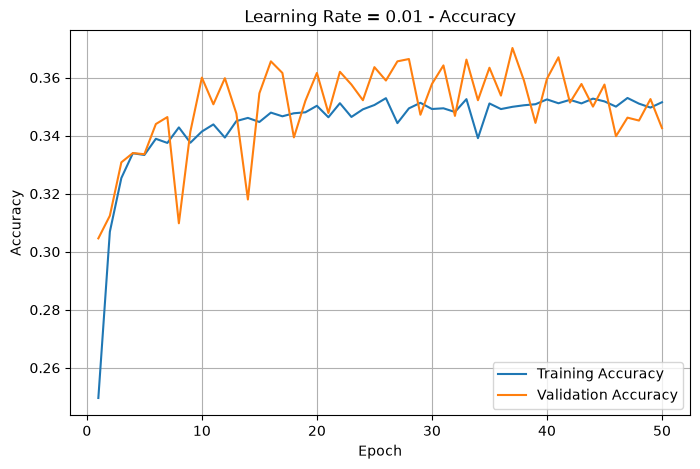 Learning Rate = 0.01 - Accuracy
Accuracy
0.36
0.34
0.32
0.30
0.28
0.26
0
10
20
30
40
50
Epoch
Training Accuracy
Validation Accuracy